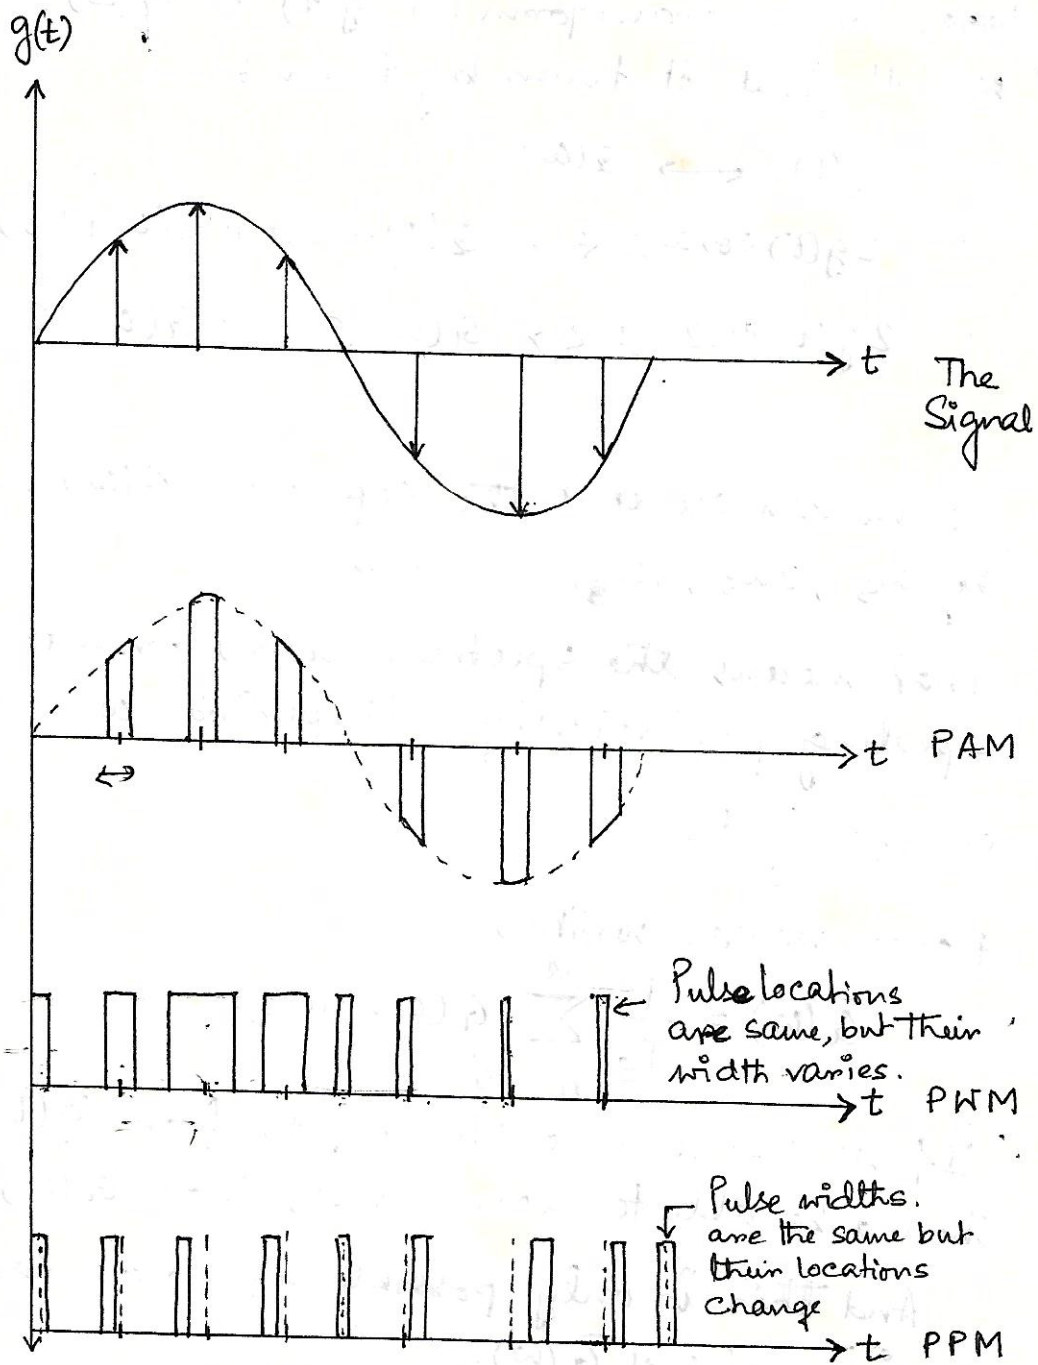 g(t)
t
The
Signal
t PAM
Pulse locations
are same, but their
width varies.
t PWM
Pulse widths.
are the same but
their locations
change
t PPM